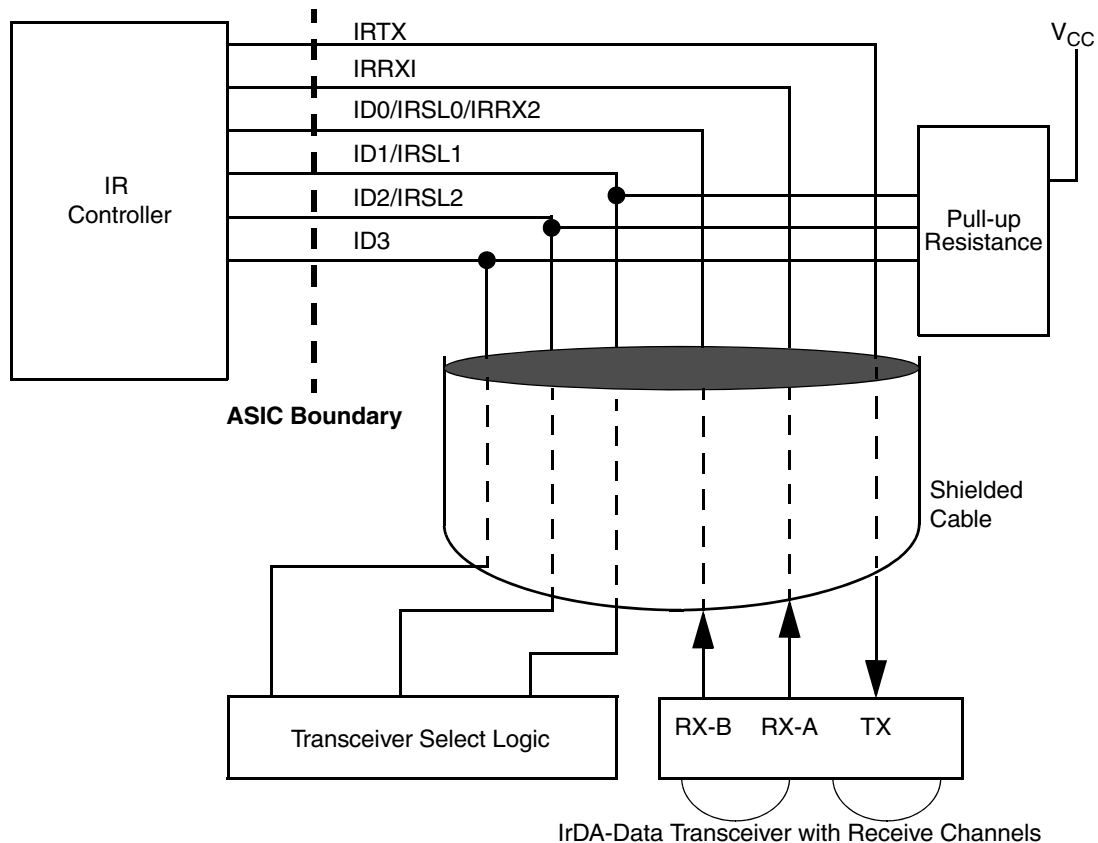 IRTX
V_CC
IRRXI
ID0/IRSL0/IRRX2
ID1/IRSL1
IR
Controller
ID2/IRSL2
ID3
Pull-up
Resistance
ASIC Boundary
Shielded
Cable
Transceiver Select Logic
RX-B RX-A TX
IrDA-Data Transceiver with Receive Channels